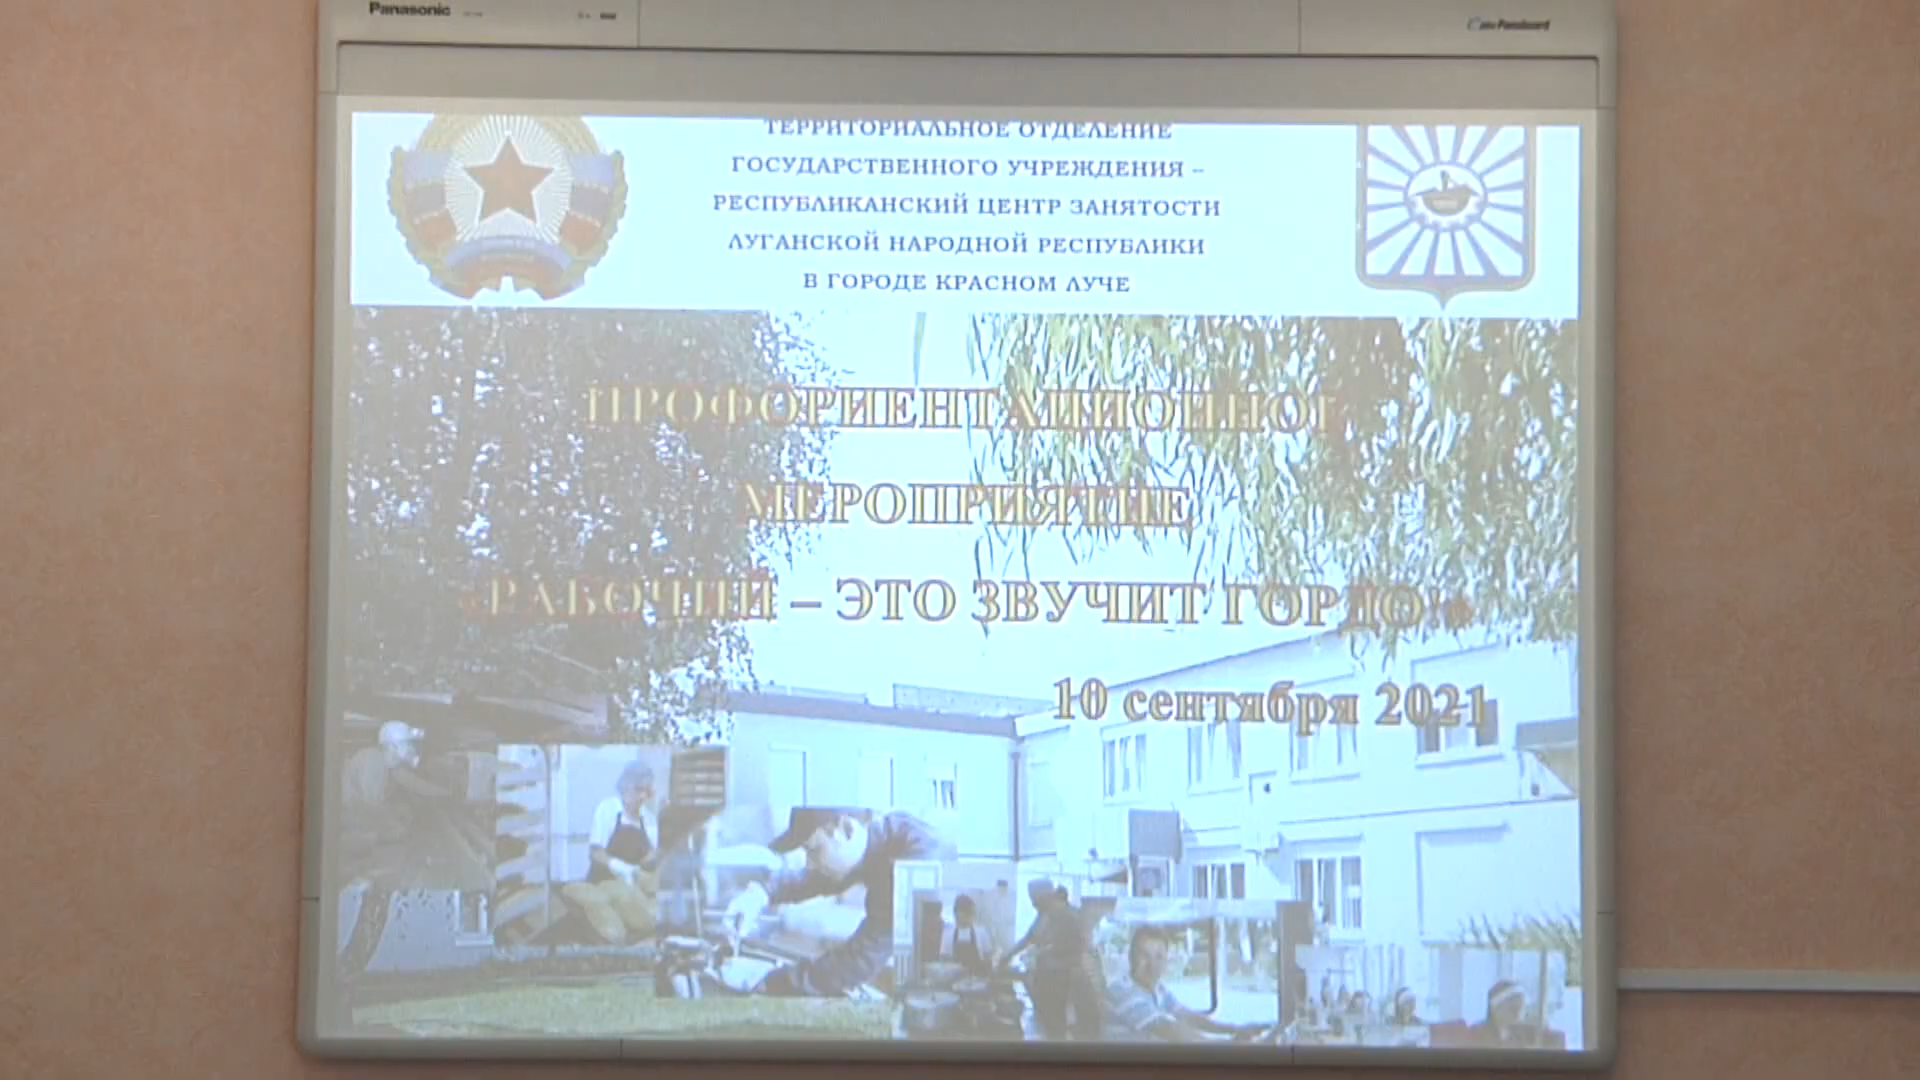 Panasonic
Panaboard
ТЕРРИТОРИАЛЬНОЕ ОТДЕЛЕНИЕ
ГОСУДАРСТВЕННОГО УЧРЕЖДЕНИЯ –
РЕСПУБЛИКАНСКИЙ ЦЕНТР ЗАНЯТОСТИ
ЛУГАНСКОЙ НАРОДНОЙ РЕСПУБЛИКИ
В ГОРОДЕ КРАСНОМ ЛУЧЕ
ПРОФОРИЕНТАЦИОННОЕ
МЕРОПРИЯТИЕ
«РАБОЧИЙ – ЭТО ЗВУЧИТ ГОРДО!»
10 сентября 2021